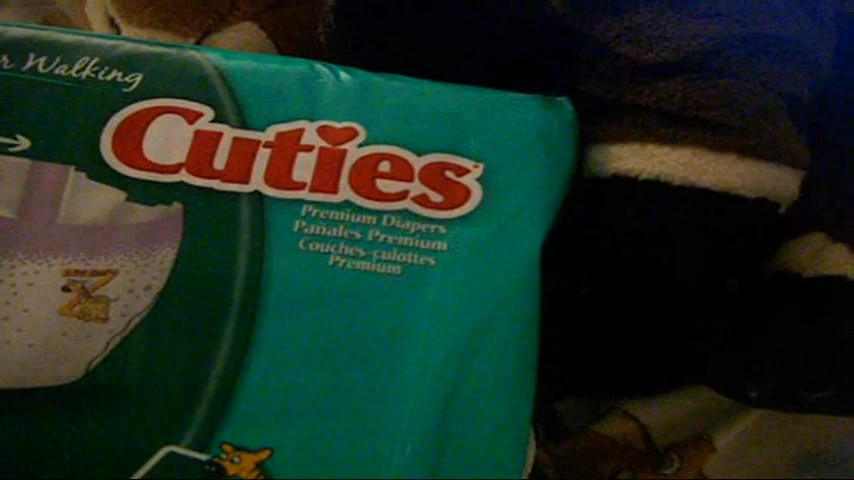 r Walking
Cuties
Premium Diapers
Pañales Premium
Couches-culottes
Premium